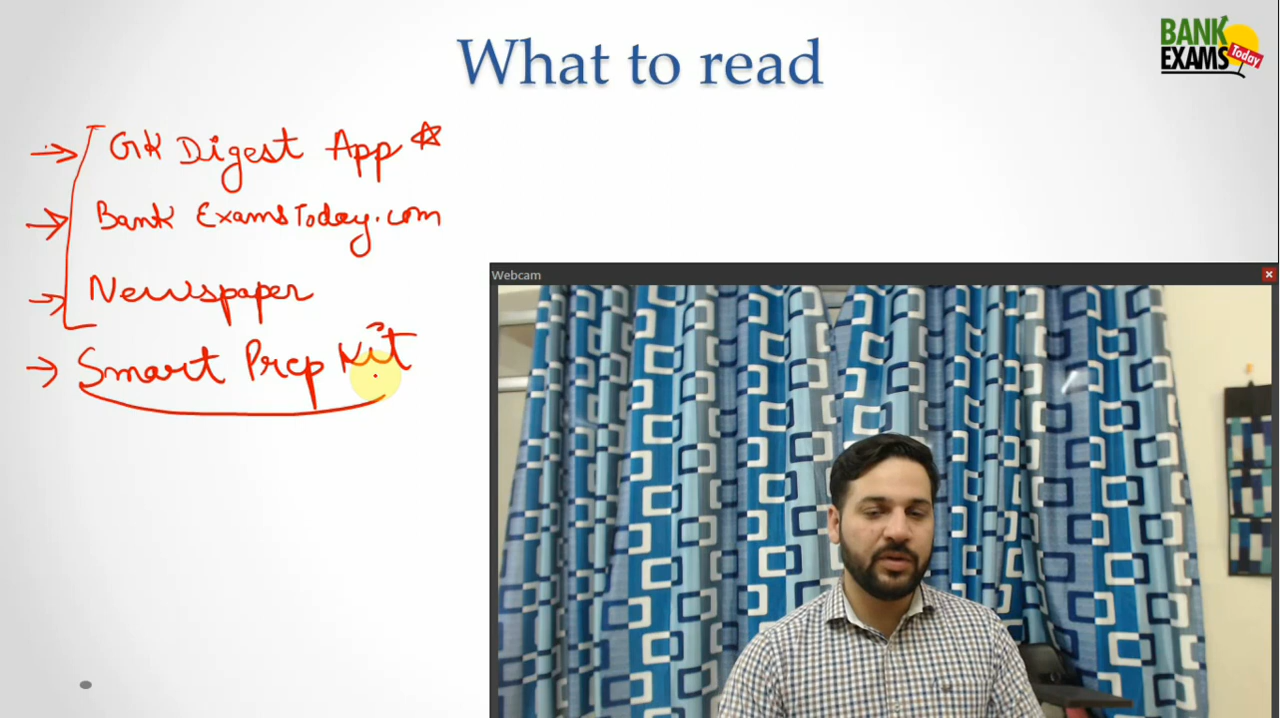 What to read
BANK
EXAMS Today
→ GK Digest App ☆
→ Bank ExamsToday.com
→ Newspaper
→ Smart Prep Kit
Webcam